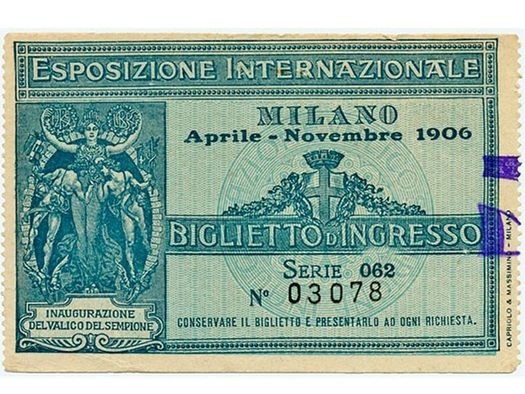 ESPOSIZIONE INTERNAZIONALE
MILANO
Aprile - Novembre 1906
BIGLIETTO D'INGRESSO
SERIE 062
Nº 03078
CONSERVARE IL BIGLIETTO E PRESENTARLO AD OGNI RICHIESTA.
INAUGURAZIONE
DEL VALICO DEL SEMPIONE
CAPRIOLO & MASSIMINO - MILANO